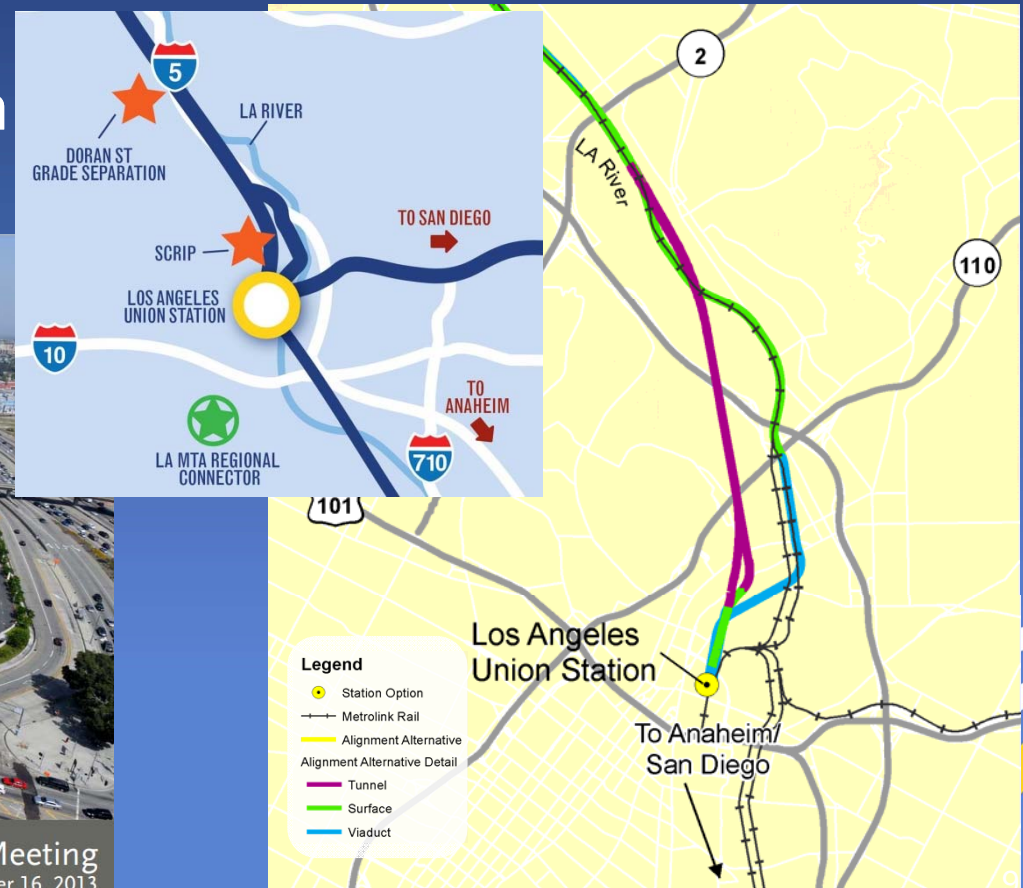 5
DORAN ST
GRADE SEPARATION
LA RIVER
SCRIP
TO SAN DIEGO
LOS ANGELES
UNION STATION
10
TO
ANAHEIM
LA MTA REGIONAL
CONNECTOR
710
2
LA River
110
101
Los Angeles
Union Station
To Anaheim/
San Diego
Legend
Station Option
Metrolink Rail
Alignment Alternative
Alignment Alternative Detail
Tunnel
Surface
Viaduct
Meeting
16, 2013